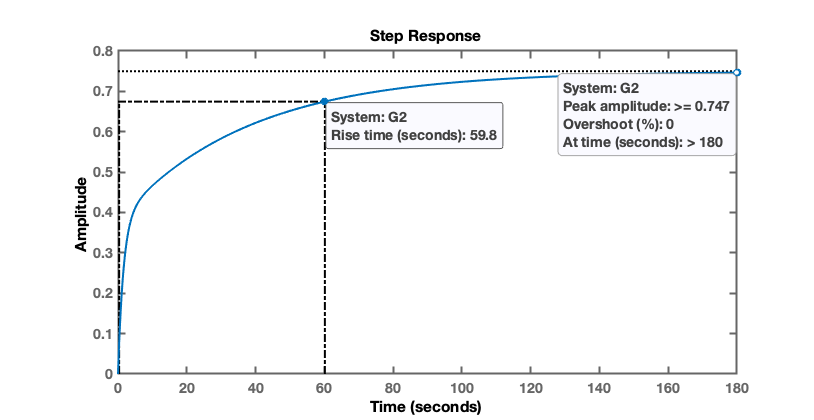 Step Response
Amplitude
0.8
0.7
0.6
0.5
0.4
0.3
0.2
0.1
0
System: G2
Rise time (seconds): 59.8
System: G2
Peak amplitude: >= 0.747
Overshoot (%): 0
At time (seconds): > 180
0 20 40 60 80 100 120 140 160 180
Time (seconds)